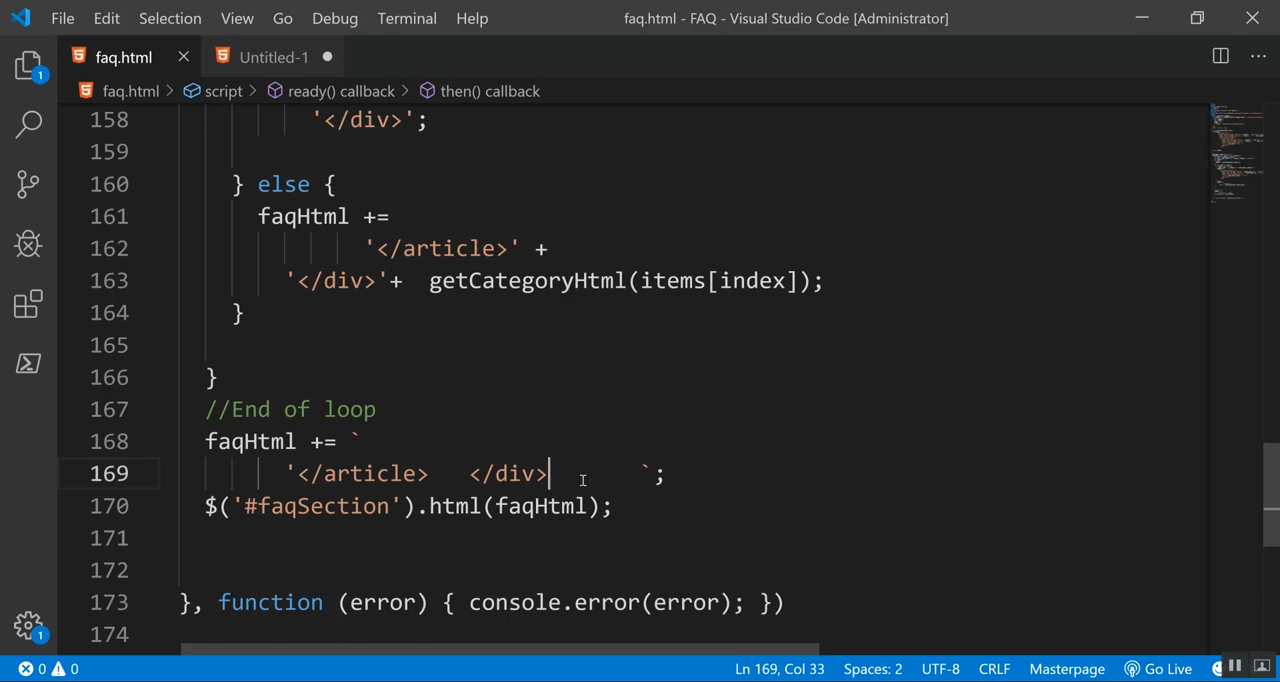 File Edit Selection View Go Debug Terminal Help faq.html - FAQ - Visual Studio Code [Administrator]
faq.html Untitled-1
faq.html > script > ready() callback > then() callback
158 '</div>';
159
160 } else {
161 faqHtml +=
162 '</article>' +
163 '</div>'+ getCategoryHtml(items[index]);
164 }
165
166 }
167 //End of loop
168 faqHtml += `
169 '</article> </div> `;
170 $('#faqSection').html(faqHtml);
171
172
173 }, function (error) { console.error(error); })
174
1
1
0 0 Ln 169, Col 33 Spaces: 2 UTF-8 CRLF Masterpage Go Live